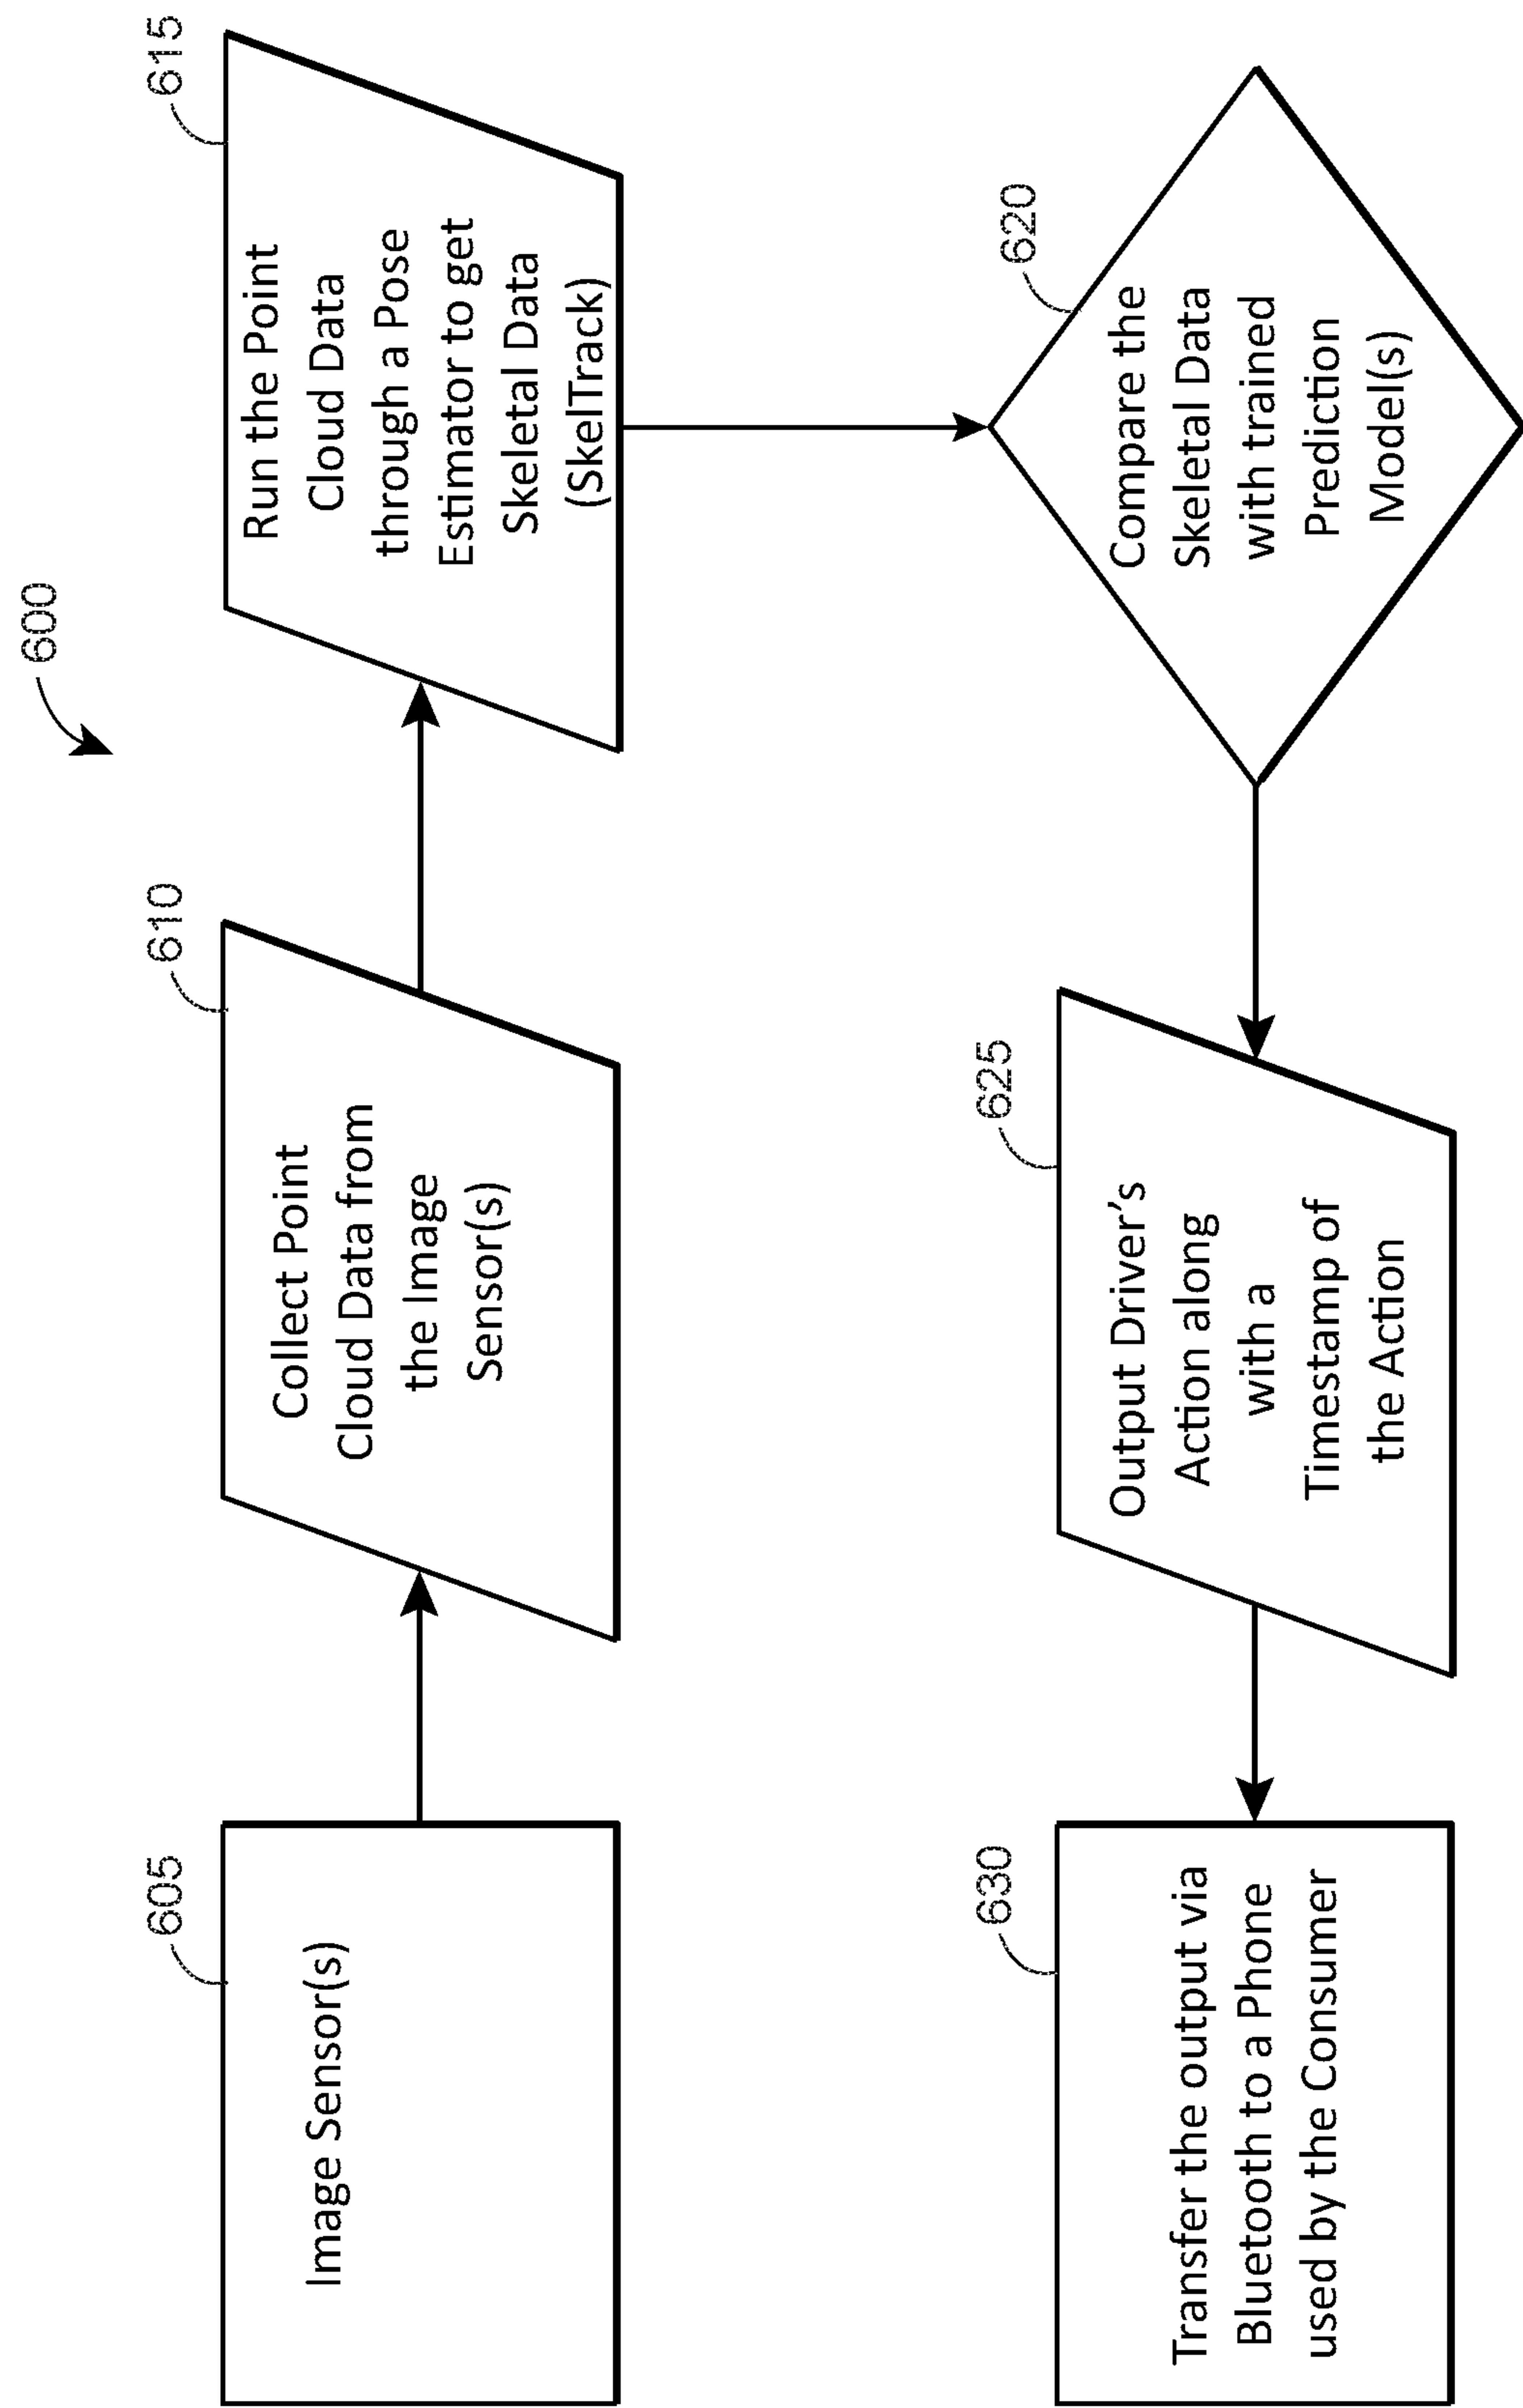 600
605
Image Sensor(s)
610
Collect Point
Cloud Data from
the Image
Sensor(s)
615
Run the Point
Cloud Data
through a Pose
Estimator to get
Skeletal Data
(SkelTrack)
620
Compare the
Skeletal Data
with trained
Prediction
Model(s)
625
Output Driver’s
Action along
with a
Timestamp of
the Action
630
Transfer the output via
Bluetooth to a Phone
used by the Consumer